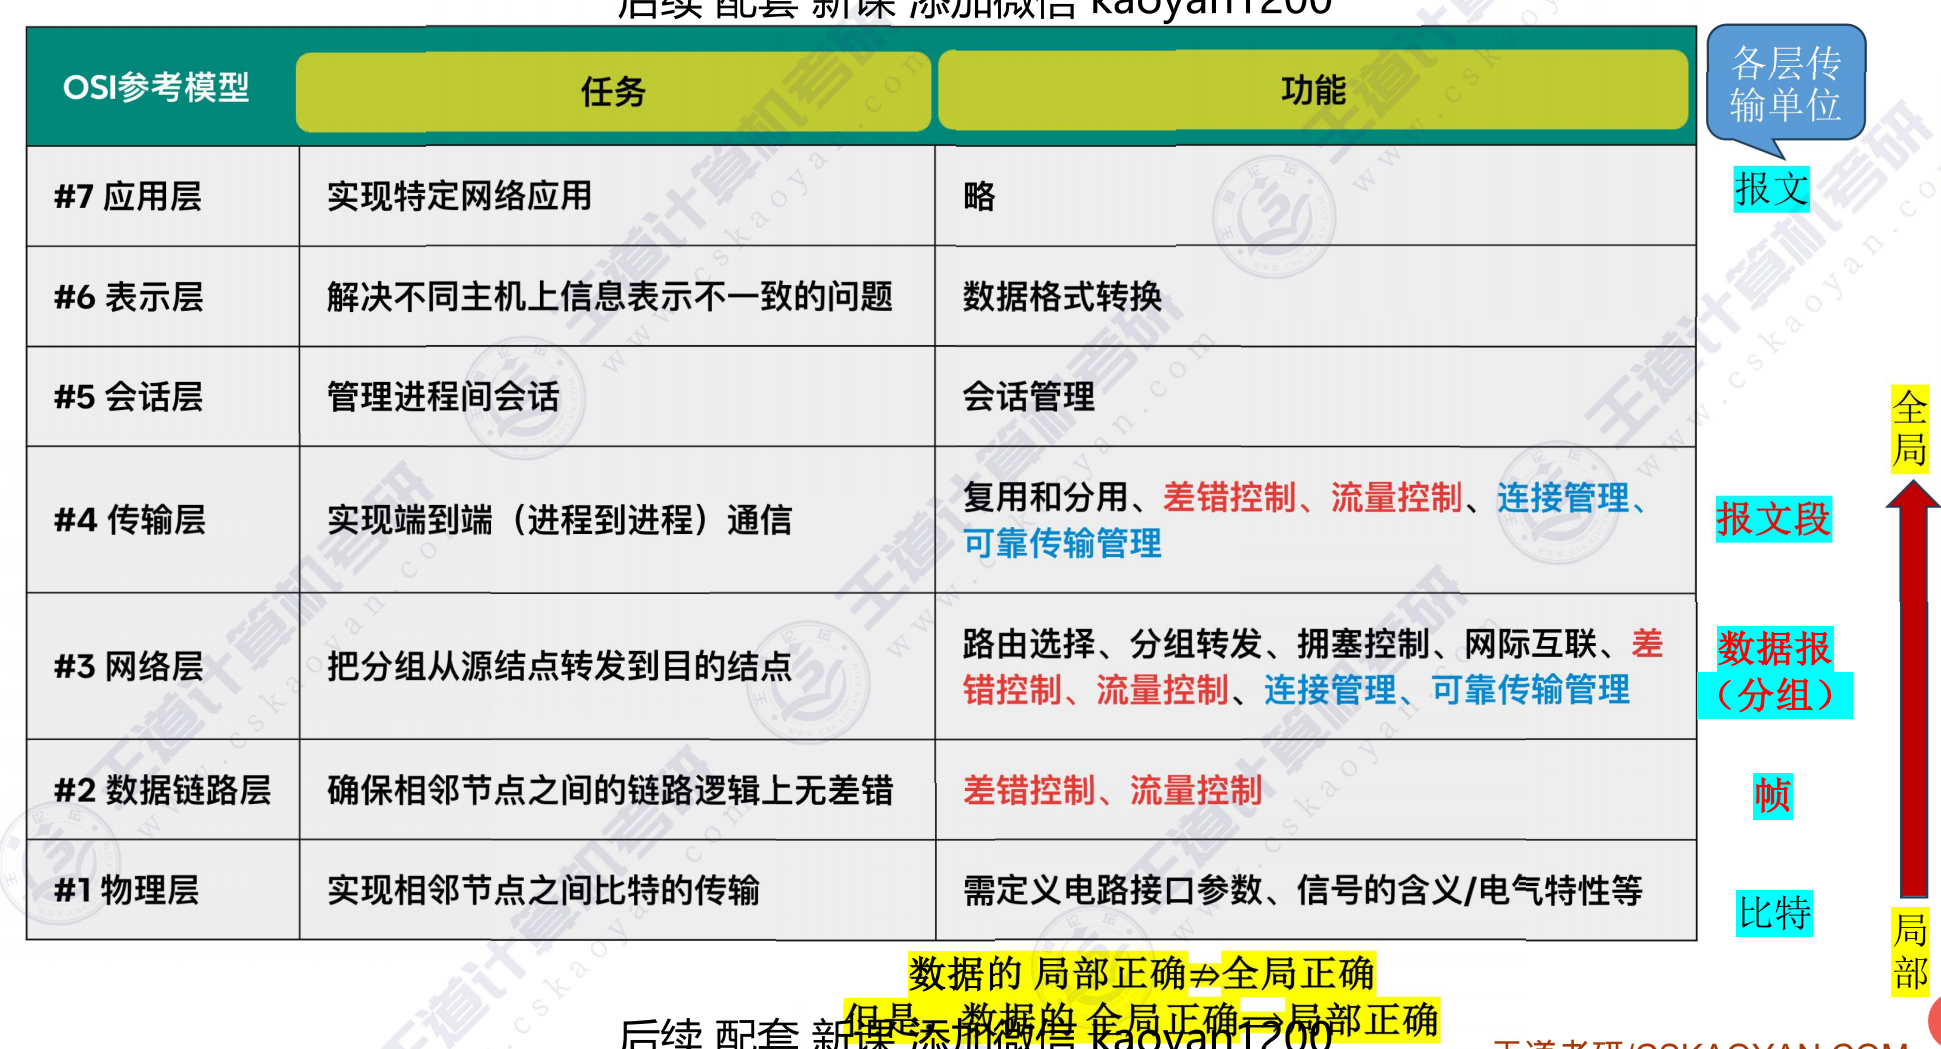 后续 配套 新课 添加微信 kaoyan1200
OSI参考模型
任务
功能
各层传
输单位
#7 应用层
实现特定网络应用
略
报文
#6 表示层
解决不同主机上信息表示不一致的问题
数据格式转换
#5 会话层
管理进程间会话
会话管理
全
局
#4 传输层
实现端到端（进程到进程）通信
复用和分用、差错控制、流量控制、连接管理、
可靠传输管理
报文段
#3 网络层
把分组从源结点转发到目的结点
路由选择、分组转发、拥塞控制、网际互联、差
错控制、流量控制、连接管理、可靠传输管理
数据报
（分组）
#2 数据链路层
确保相邻节点之间的链路逻辑上无差错
差错控制、流量控制
帧
#1 物理层
实现相邻节点之间比特的传输
需定义电路接口参数、信号的含义/电气特性等
比特
局
部
数据的 局部正确⇏全局正确
但是，数据的 全局正确⇒局部正确
后续 配套 新课 添加微信 kaoyan1200
王道考研/CSKAOYAN.COM
王道计算机考研
www.cskaoyan.com